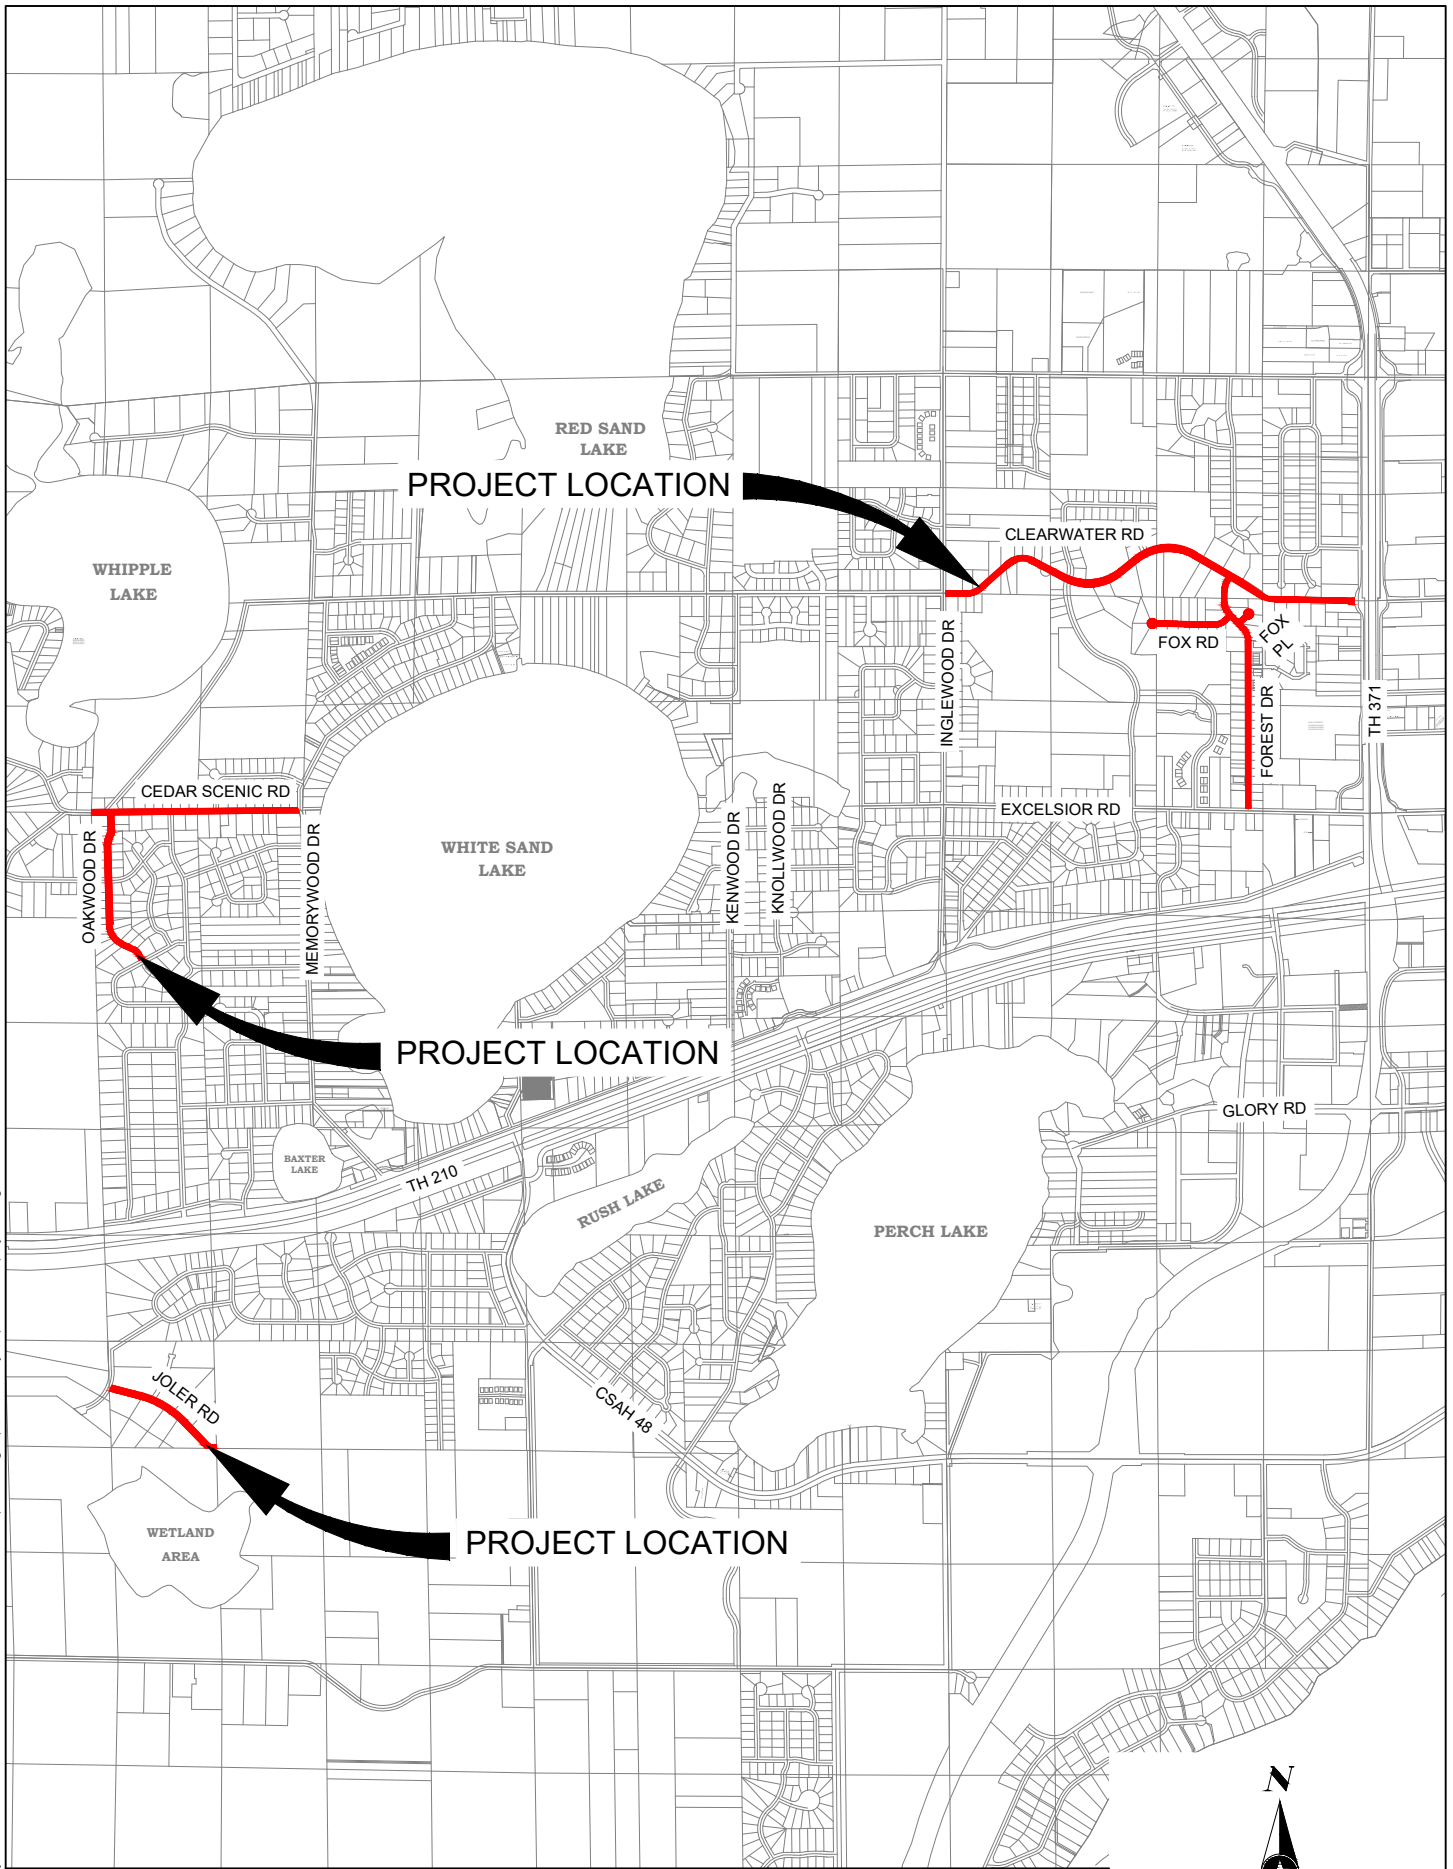 RED SAND
LAKE
PROJECT LOCATION
CLEARWATER RD
WHIPPLE
LAKE
FOX RD
FOX
PL
INGLEWOOD DR
FOREST DR
TH 371
CEDAR SCENIC RD
EXCELSIOR RD
OAKWOOD DR
MEMORYWOOD DR
WHITE SAND
LAKE
KENWOOD DR
KNOLLWOOD DR
PROJECT LOCATION
GLORY RD
BAXTER
LAKE
TH 210
RUSH LAKE
PERCH LAKE
JOLER RD
CSAH 48
WETLAND
AREA
PROJECT LOCATION
N